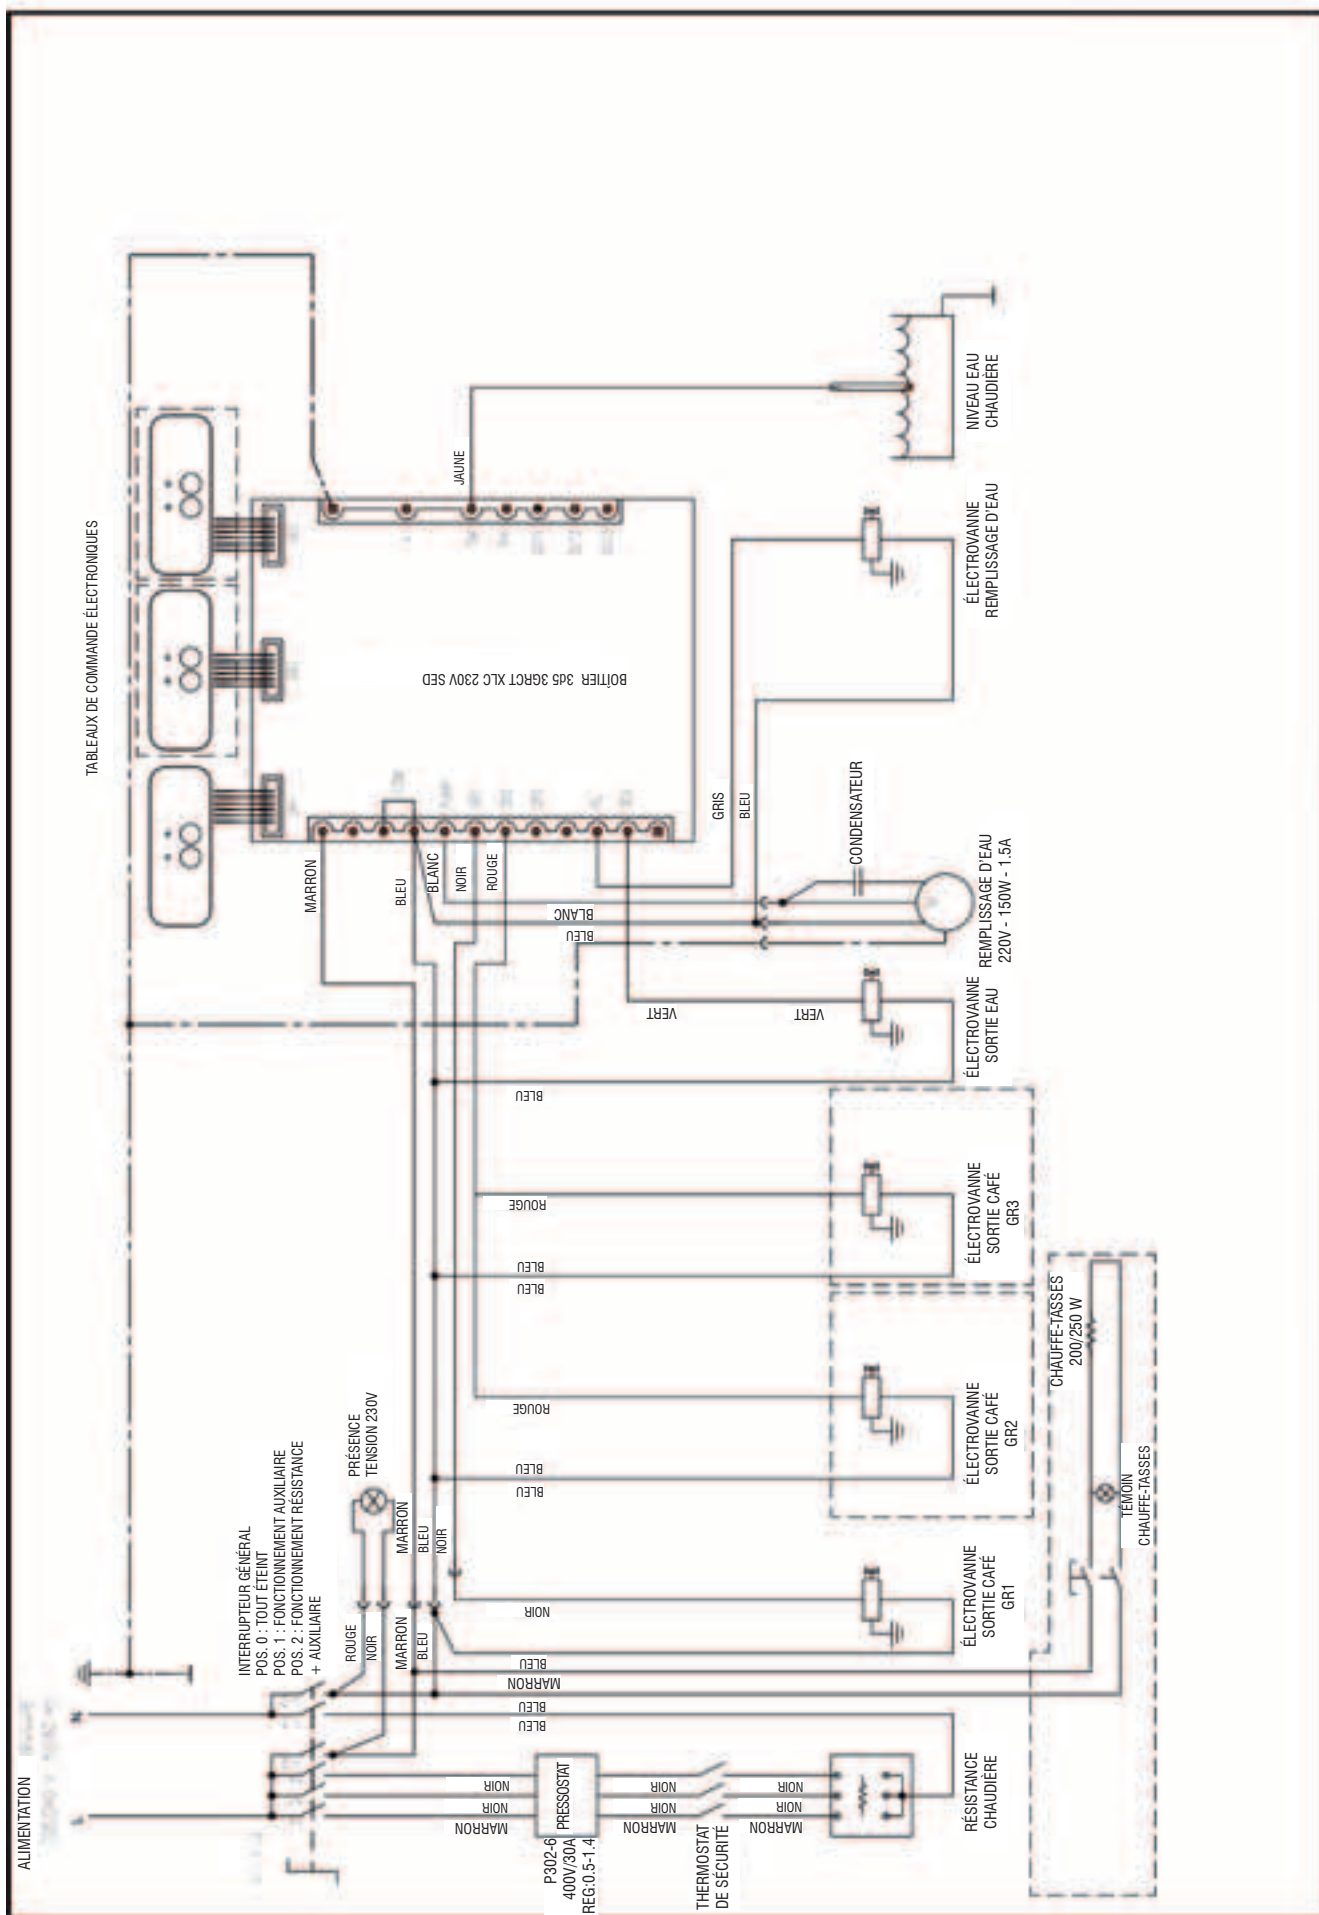 ALIMENTATION
INTERRUPTEUR GÉNÉRAL
POS. 0 : TOUT ÉTEINT
POS. 1 : FONCTIONNEMENT AUXILIAIRE
POS. 2 : FONCTIONNEMENT RÉSISTANCE
+ AUXILIAIRE
PRÉSENCE
TENSION 230V
TABLEAUX DE COMMANDE ÉLECTRONIQUES
BOÎTIER 3d5 3GRCT XLC 230V SED
MARRON
BLEU
BLANC
NOIR
ROUGE
JAUNE
GRIS
BLEU
BLANC
BLEU
VERT
VERT
BLEU
ROUGE
BLEU
BLEU
ROUGE
BLEU
BLEU
ROUGE
NOIR
MARRON
BLEU
MARRON
BLEU
NOIR
NOIR
BLEU
MARRON
BLEU
BLEU
NOIR
NOIR
MARRON
P302-6
400V/30A
REG:0.5-1.4
PRESSOSTAT
NOIR
NOIR
MARRON
THERMOSTAT
DE SÉCURITÉ
NOIR
NOIR
MARRON
RÉSISTANCE
CHAUDIÈRE
ÉLECTROVANNE
SORTIE CAFÉ
GR1
ÉLECTROVANNE
SORTIE CAFÉ
GR2
ÉLECTROVANNE
SORTIE CAFÉ
GR3
ÉLECTROVANNE
SORTIE EAU
REMPLISSAGE D'EAU
220V - 150W - 1.5A
CONDENSATEUR
ÉLECTROVANNE
REMPLISSAGE D'EAU
NIVEAU EAU
CHAUDIÈRE
CHAUFFE-TASSES
200/250 W
TÉMOIN
CHAUFFE-TASSES